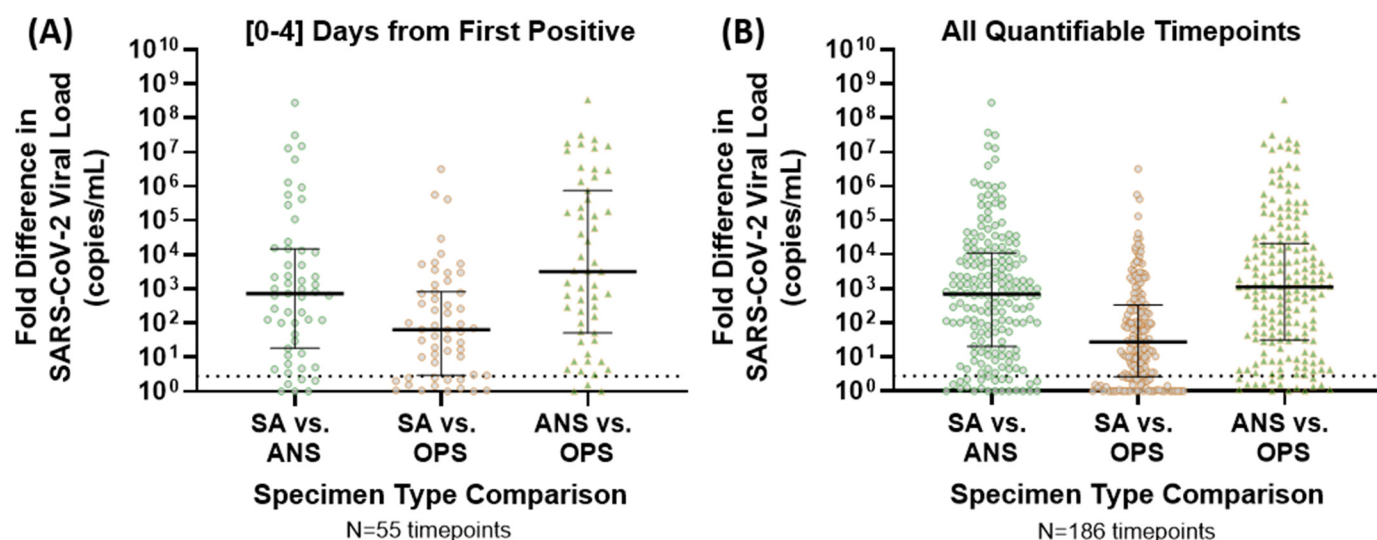 (A)
[0-4] Days from First Positive
Fold Difference in
SARS-CoV-2 Viral Load
(copies/mL)
10^10
10^9
10^8
10^7
10^6
10^5
10^4
10^3
10^2
10^1
10^0
SA vs.
ANS
SA vs.
OPS
ANS vs.
OPS
Specimen Type Comparison
N=55 timepoints
(B)
All Quantifiable Timepoints
Fold Difference in
SARS-CoV-2 Viral Load
(copies/mL)
10^10
10^9
10^8
10^7
10^6
10^5
10^4
10^3
10^2
10^1
10^0
SA vs.
ANS
SA vs.
OPS
ANS vs.
OPS
Specimen Type Comparison
N=186 timepoints